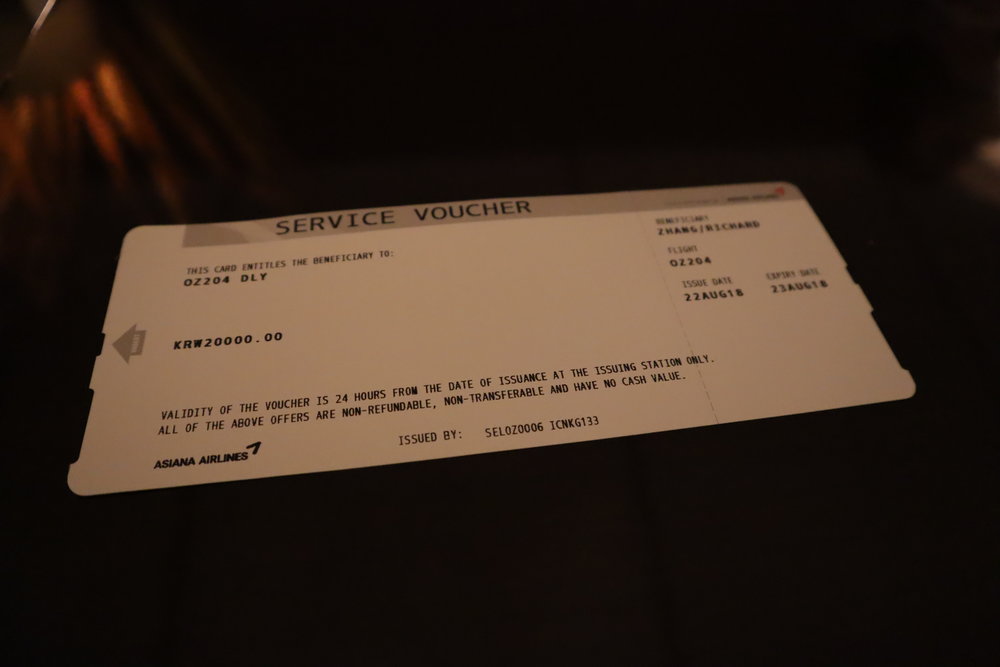 SERVICE VOUCHER
THIS CARD ENTITLES THE BENEFICIARY TO:
OZ204 DLY
KRW20000.00
VALIDITY OF THE VOUCHER IS 24 HOURS FROM THE DATE OF ISSUANCE AT THE ISSUING STATION ONLY.
ALL OF THE ABOVE OFFERS ARE NON-REFUNDABLE, NON-TRANSFERABLE AND HAVE NO CASH VALUE.
ISSUED BY: SELOZ0006 ICNKG133
ASIANA AIRLINES
BENEFICIARY
ZHANG/RICHARD
FLIGHT
OZ204
ISSUE DATE EXPIRY DATE
22AUG18 23AUG18